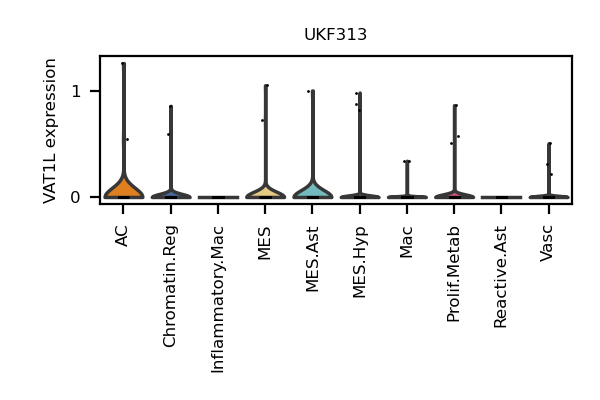 UKF313
VAT1L expression
1
0
AC
Chromatin.Reg
Inflammatory.Mac
MES
MES.Ast
MES.Hyp
Mac
Prolif.Metab
Reactive.Ast
Vasc